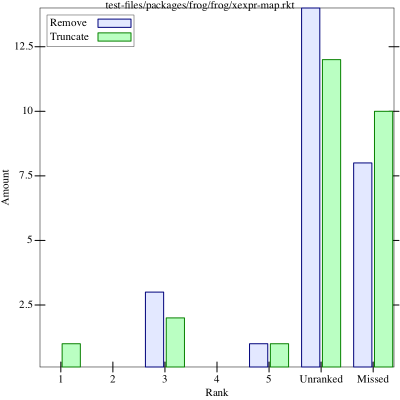 test-files/packages/frog/frog/xexpr-map.rkt
Remove
Truncate
12.5
10
7.5
5
2.5
Amount
1 2 3 4 5 Unranked Missed
Rank